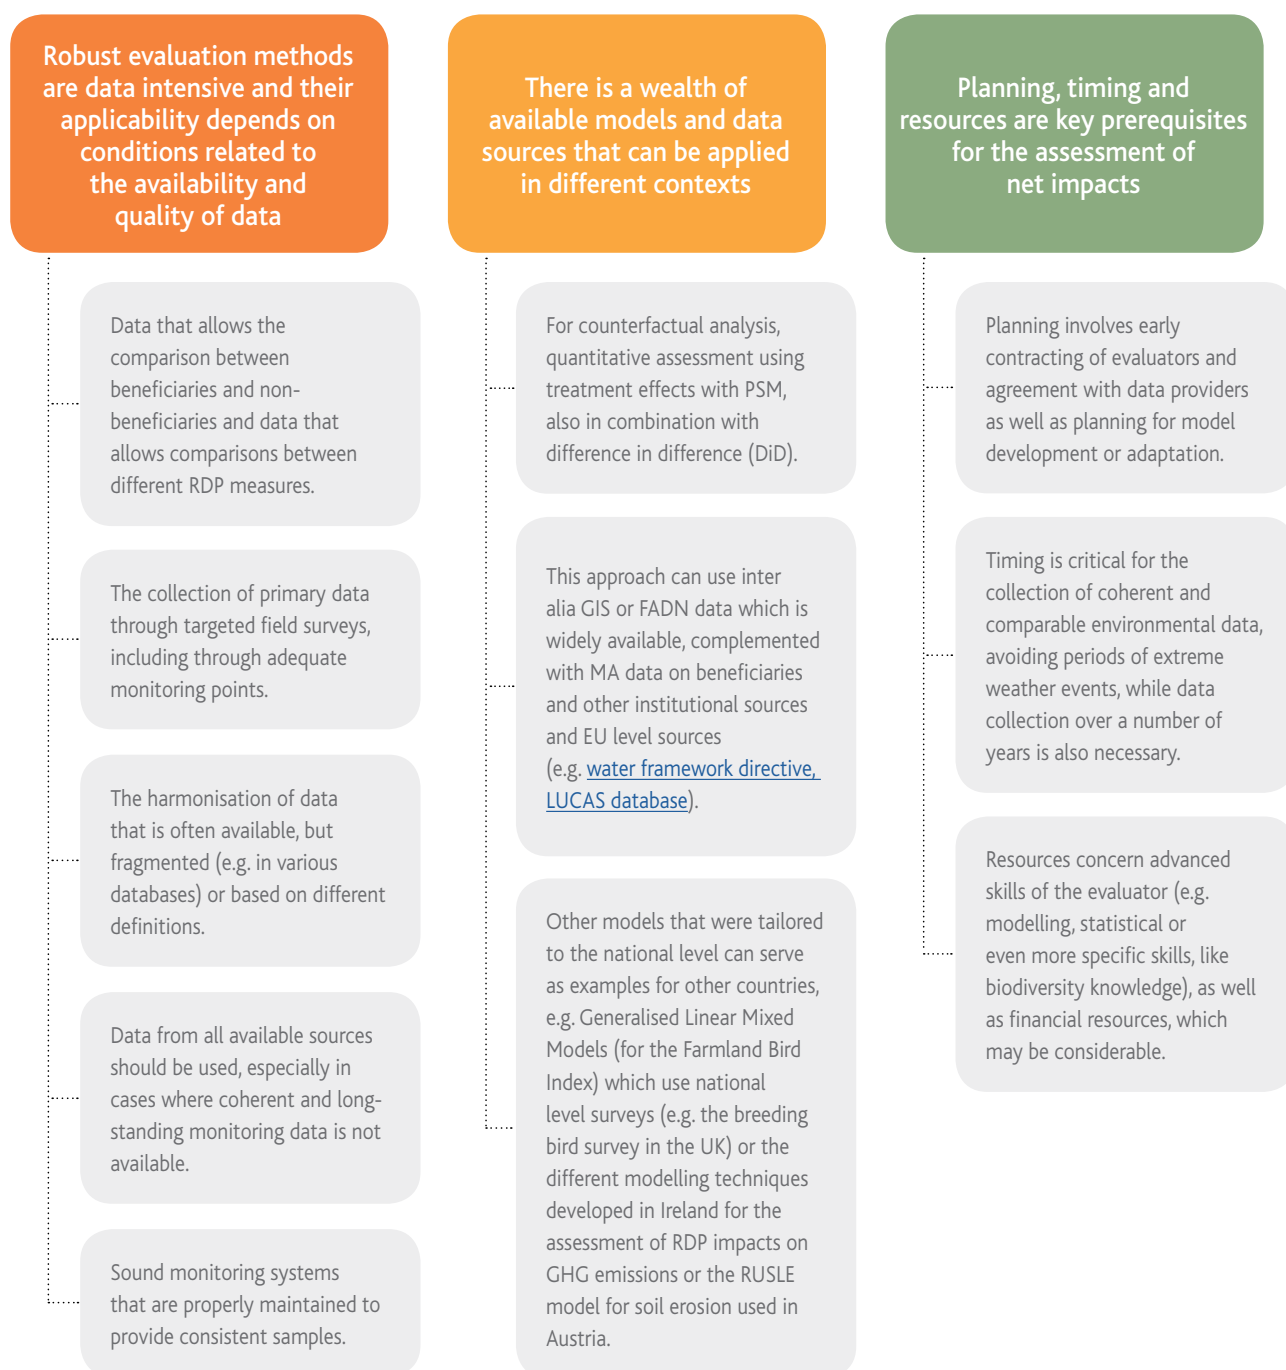 Robust evaluation methods
are data intensive and their
applicability depends on
conditions related to
the availability and
quality of data
Data that allows the
comparison between
beneficiaries and non-
beneficiaries and data that
allows comparisons between
different RDP measures.
The collection of primary data
through targeted field surveys,
including through adequate
monitoring points.
The harmonisation of data
that is often available, but
fragmented (e.g. in various
databases) or based on different
definitions.
Data from all available sources
should be used, especially in
cases where coherent and long-
standing monitoring data is not
available.
Sound monitoring systems
that are properly maintained to
provide consistent samples.
There is a wealth of
available models and data
sources that can be applied
in different contexts
For counterfactual analysis,
quantitative assessment using
treatment effects with PSM,
also in combination with
difference in difference (DiD).
This approach can use inter
alia GIS or FADN data which is
widely available, complemented
with MA data on beneficiaries
and other institutional sources
and EU level sources
(e.g. water framework directive,
LUCAS database).
Other models that were tailored
to the national level can serve
as examples for other countries,
e.g. Generalised Linear Mixed
Models (for the Farmland Bird
Index) which use national
level surveys (e.g. the breeding
bird survey in the UK) or the
different modelling techniques
developed in Ireland for the
assessment of RDP impacts on
GHG emissions or the RUSLE
model for soil erosion used in
Austria.
Planning, timing and
resources are key prerequisites
for the assessment of
net impacts
Planning involves early
contracting of evaluators and
agreement with data providers
as well as planning for model
development or adaptation.
Timing is critical for the
collection of coherent and
comparable environmental data,
avoiding periods of extreme
weather events, while data
collection over a number of
years is also necessary.
Resources concern advanced
skills of the evaluator (e.g.
modelling, statistical or
even more specific skills, like
biodiversity knowledge), as well
as financial resources, which
may be considerable.